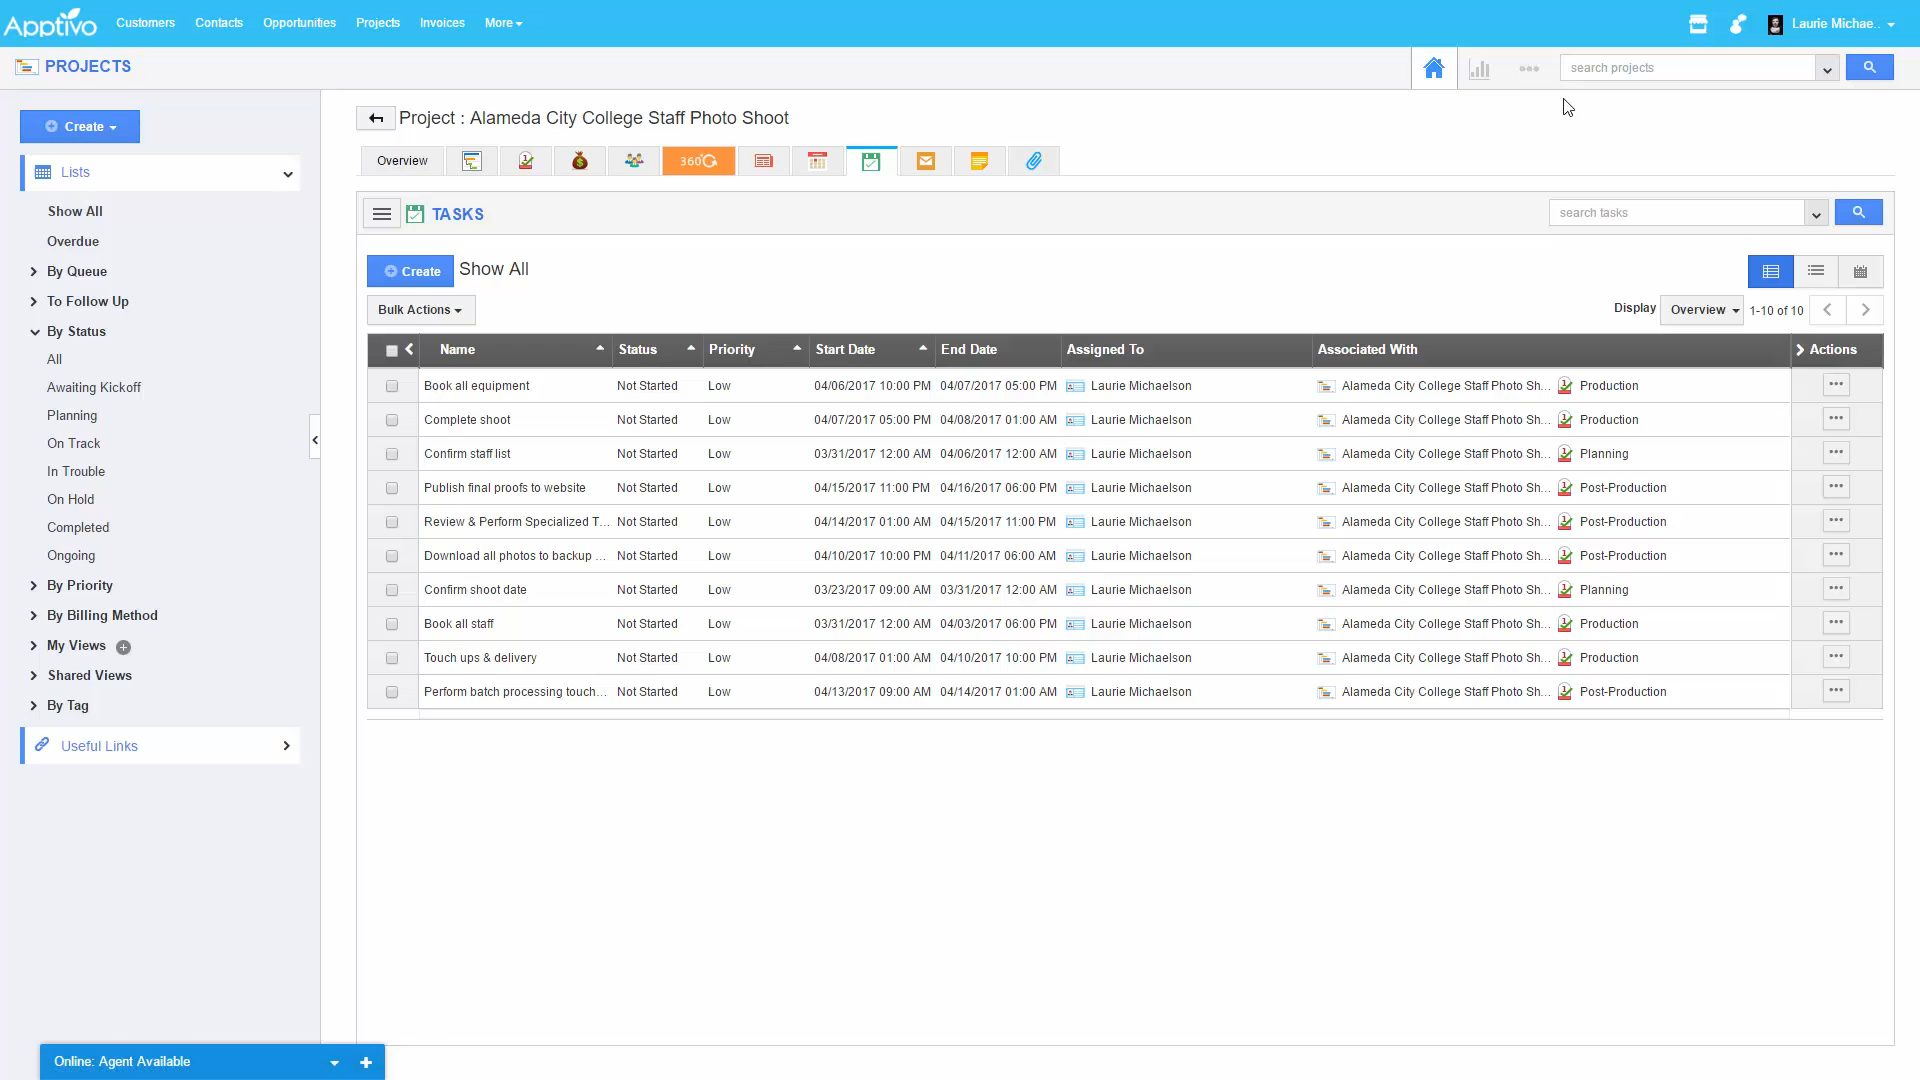 Apptivo Customers Contacts Opportunities Projects Invoices More Laurie Michae..
PROJECTS search projects
Create
Lists
Show All
Overdue
By Queue
To Follow Up
By Status
All
Awaiting Kickoff
Planning
On Track
In Trouble
On Hold
Completed
Ongoing
By Priority
By Billing Method
My Views
Shared Views
By Tag
Useful Links
Project : Alameda City College Staff Photo Shoot
Overview 360
TASKS search tasks
Create Show All
Bulk Actions Display Overview 1-10 of 10
Name Status Priority Start Date End Date Assigned To Associated With Actions
Book all equipment Not Started Low 04/06/2017 10:00 PM 04/07/2017 05:00 PM Laurie Michaelson Alameda City College Staff Photo Sh... Production
Complete shoot Not Started Low 04/07/2017 05:00 PM 04/08/2017 01:00 AM Laurie Michaelson Alameda City College Staff Photo Sh... Production
Confirm staff list Not Started Low 03/31/2017 12:00 AM 04/06/2017 12:00 AM Laurie Michaelson Alameda City College Staff Photo Sh... Planning
Publish final proofs to website Not Started Low 04/15/2017 11:00 PM 04/16/2017 06:00 PM Laurie Michaelson Alameda City College Staff Photo Sh... Post-Production
Review & Perform Specialized T... Not Started Low 04/14/2017 01:00 AM 04/15/2017 11:00 PM Laurie Michaelson Alameda City College Staff Photo Sh... Post-Production
Download all photos to backup ... Not Started Low 04/10/2017 10:00 PM 04/11/2017 06:00 AM Laurie Michaelson Alameda City College Staff Photo Sh... Post-Production
Confirm shoot date Not Started Low 03/23/2017 09:00 AM 03/31/2017 12:00 AM Laurie Michaelson Alameda City College Staff Photo Sh... Planning
Book all staff Not Started Low 03/31/2017 12:00 AM 04/03/2017 06:00 PM Laurie Michaelson Alameda City College Staff Photo Sh... Production
Touch ups & delivery Not Started Low 04/08/2017 01:00 AM 04/10/2017 10:00 PM Laurie Michaelson Alameda City College Staff Photo Sh... Production
Perform batch processing touch... Not Started Low 04/13/2017 09:00 AM 04/14/2017 01:00 AM Laurie Michaelson Alameda City College Staff Photo Sh... Post-Production
Online: Agent Available